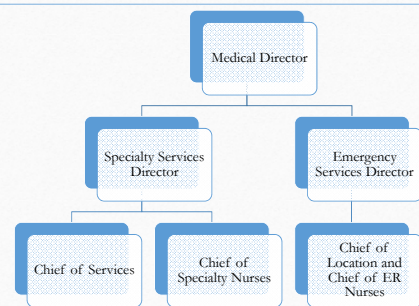 Medical Director
Specialty Services
Director
Emergency
Services Director
Chief of Services
Chief of
Specialty Nurses
Chief of
Location and
Chief of ER
Nurses